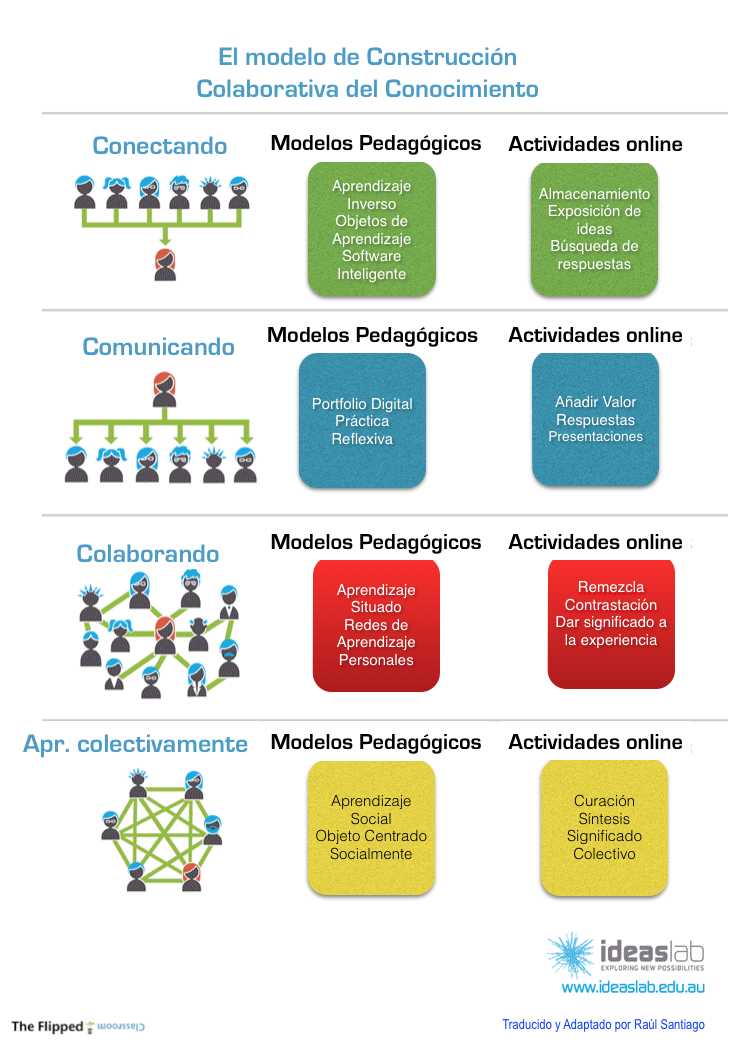 El modelo de Construcción
Colaborativa del Conocimiento
Conectando
Modelos Pedagógicos
Actividades online
Aprendizaje
Inverso
Objetos de
Aprendizaje
Software
Inteligente
Almacenamiento
Exposición de
ideas
Búsqueda de
respuestas
Comunicando
Modelos Pedagógicos
Actividades online
Portfolio Digital
Práctica
Reflexiva
Añadir Valor
Respuestas
Presentaciones
Colaborando
Modelos Pedagógicos
Actividades online
Aprendizaje
Situado
Redes de
Aprendizaje
Personales
Remezcla
Contrastación
Dar significado a
la experiencia
Apr. colectivamente
Modelos Pedagógicos
Actividades online
Aprendizaje
Social
Objeto Centrado
Socialmente
Curación
Síntesis
Significado
Colectivo
ideaslab
EXPLORING NEW POSSIBILITIES
www.ideaslab.edu.au
The Flipped Classroom
Traducido y Adaptado por Raúl Santiago